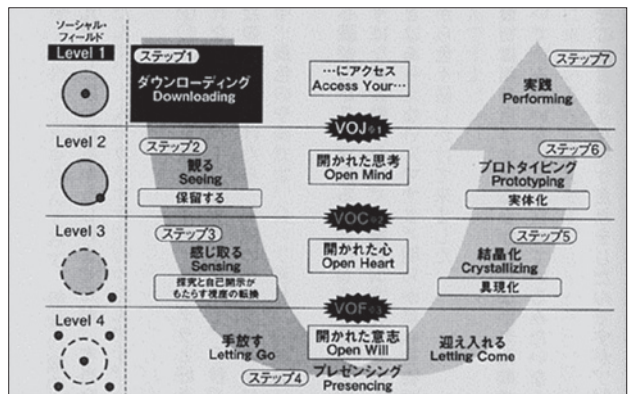 ソーシャル・
フィールド
Level 1
ステップ1
ダウンローディング
Downloading
…にアクセス
Access Your…
ステップ7
実践
Performing
VOJ※1
Level 2
ステップ2
観る
Seeing
保留する
開かれた思考
Open Mind
ステップ6
プロトタイピング
Prototyping
実体化
VOC※2
Level 3
ステップ3
感じ取る
Sensing
探究と自己開示が
もたらす視座の転換
開かれた心
Open Heart
ステップ5
結晶化
Crystallizing
具現化
VOF※3
Level 4
手放す
Letting Go
開かれた意志
Open Will
迎え入れる
Letting Come
ステップ4
プレゼンシング
Presencing